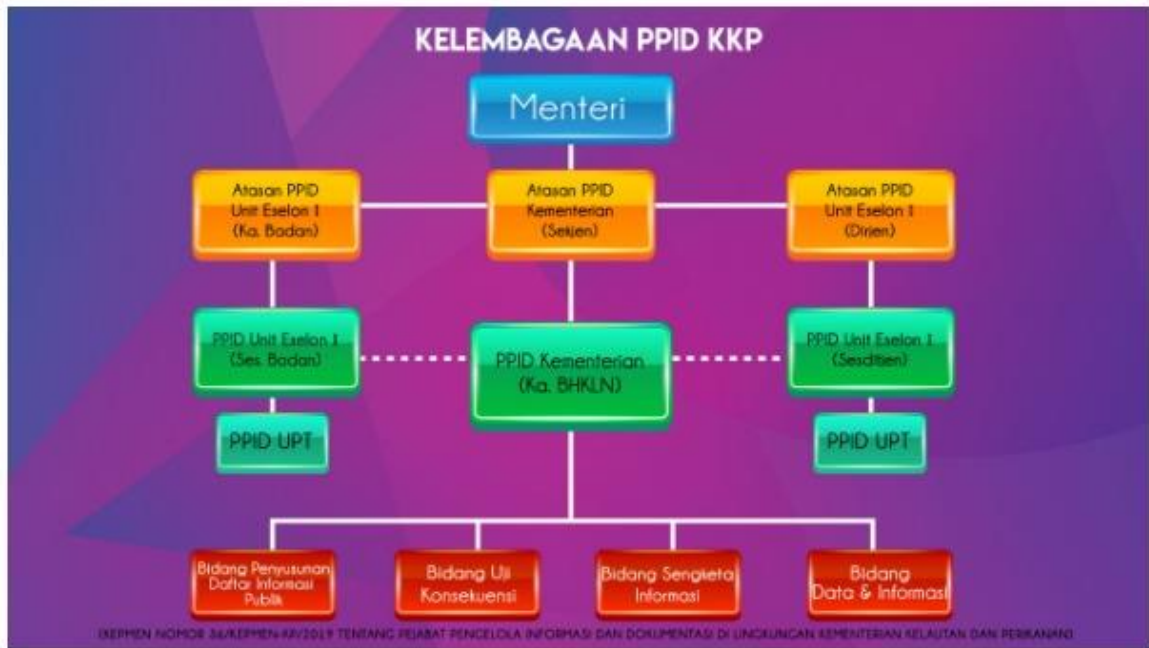 KELEMBAGAAN PPID KKP
Menteri
Atasan PPID
Unit Eselon I
(Ka. Badan)
Atasan PPID
Kementerian
(Sekjen)
Atasan PPID
Unit Eselon I
(Dirjen)
PPID Unit Eselon I
(Ses. Badan)
PPID Kementerian
(Ka. BHKLN)
PPID Unit Eselon I
(Sesditjen)
PPID UPT
PPID UPT
Bidang Penyusunan
Daftar Informasi
Publik
Bidang Uji
Konsekuensi
Bidang Sengketa
Informasi
Bidang
Data & Informasi
(KEPMEN NOMOR 36/KEPMEN-KP/2019 TENTANG PEJABAT PENGELOLA INFORMASI DAN DOKUMENTASI DI LINGKUNGAN KEMENTERIAN KELAUTAN DAN PERIKANAN)